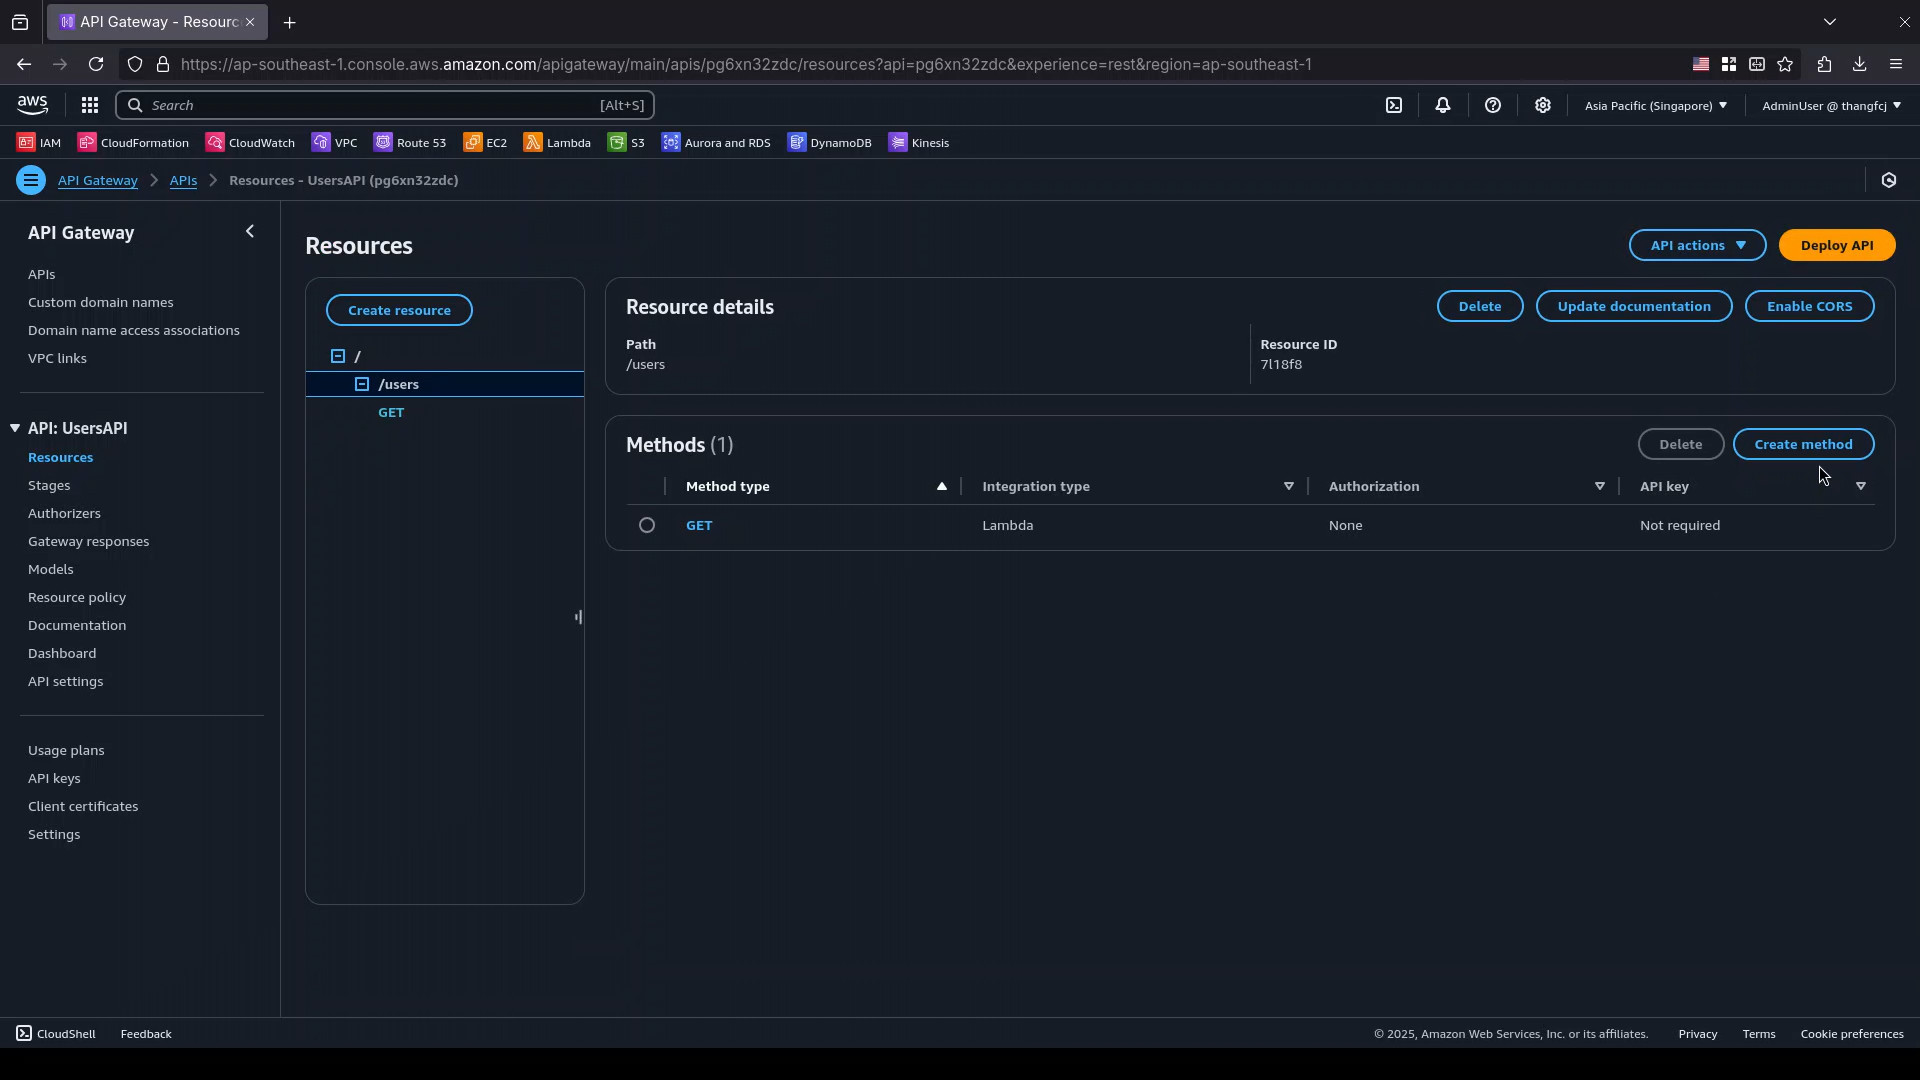 API Gateway - Resourc
https://ap-southeast-1.console.aws.amazon.com/apigateway/main/apis/pg6xn32zdc/resources?api=pg6xn32zdc&experience=rest&region=ap-southeast-1
aws
Search
[Alt+S]
Asia Pacific (Singapore)
AdminUser @ thangfcj
IAM
CloudFormation
CloudWatch
VPC
Route 53
EC2
Lambda
S3
Aurora and RDS
DynamoDB
Kinesis
API Gateway
APIs
Resources - UsersAPI (pg6xn32zdc)
API Gateway
APIs
Custom domain names
Domain name access associations
VPC links
API: UsersAPI
Resources
Stages
Authorizers
Gateway responses
Models
Resource policy
Documentation
Dashboard
API settings
Usage plans
API keys
Client certificates
Settings
Resources
API actions
Deploy API
Create resource
/
/users
GET
Resource details
Delete
Update documentation
Enable CORS
Path
/users
Resource ID
7l18f8
Methods (1)
Delete
Create method
Method type
Integration type
Authorization
API key
GET
Lambda
None
Not required
CloudShell
Feedback
© 2025, Amazon Web Services, Inc. or its affiliates.
Privacy
Terms
Cookie preferences